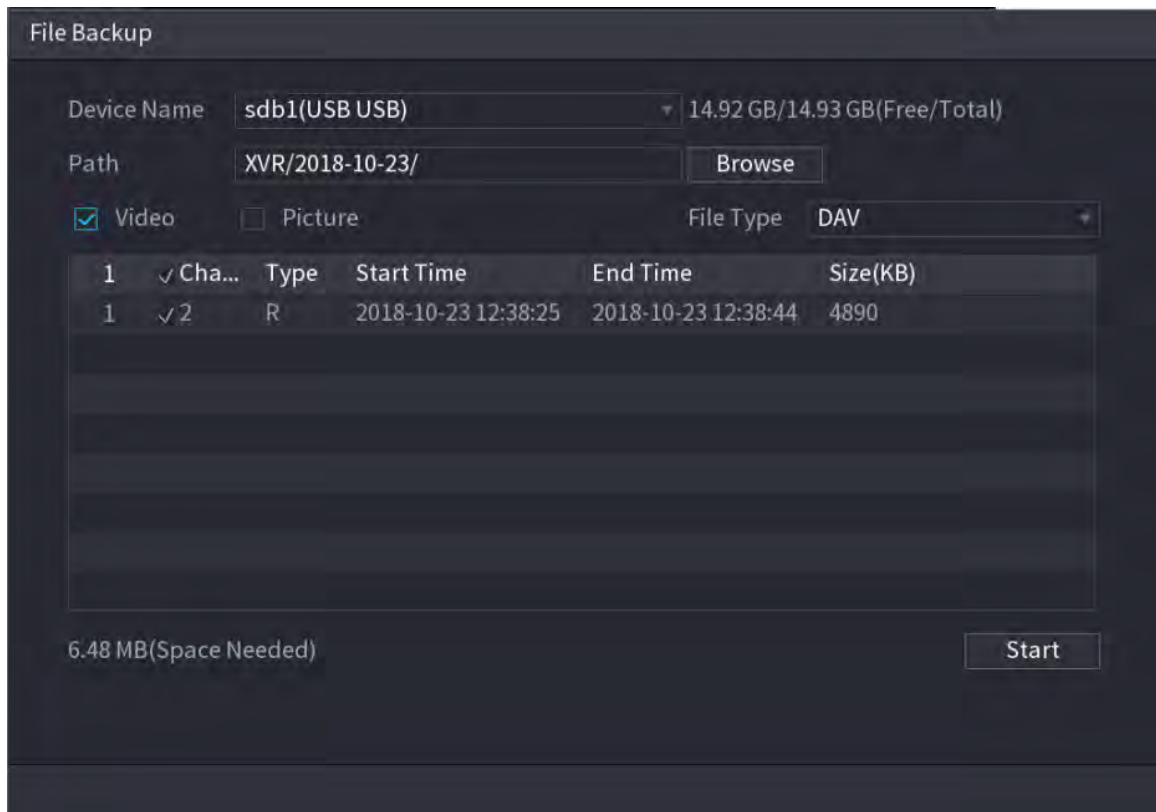 File Backup
Device Name sdb1(USB USB) 14.92 GB/14.93 GB(Free/Total)
Path XVR/2018-10-23/ Browse
Video Picture File Type DAV
1 Cha... Type Start Time End Time Size(KB)
1 2 R 2018-10-23 12:38:25 2018-10-23 12:38:44 4890
6.48 MB(Space Needed) Start